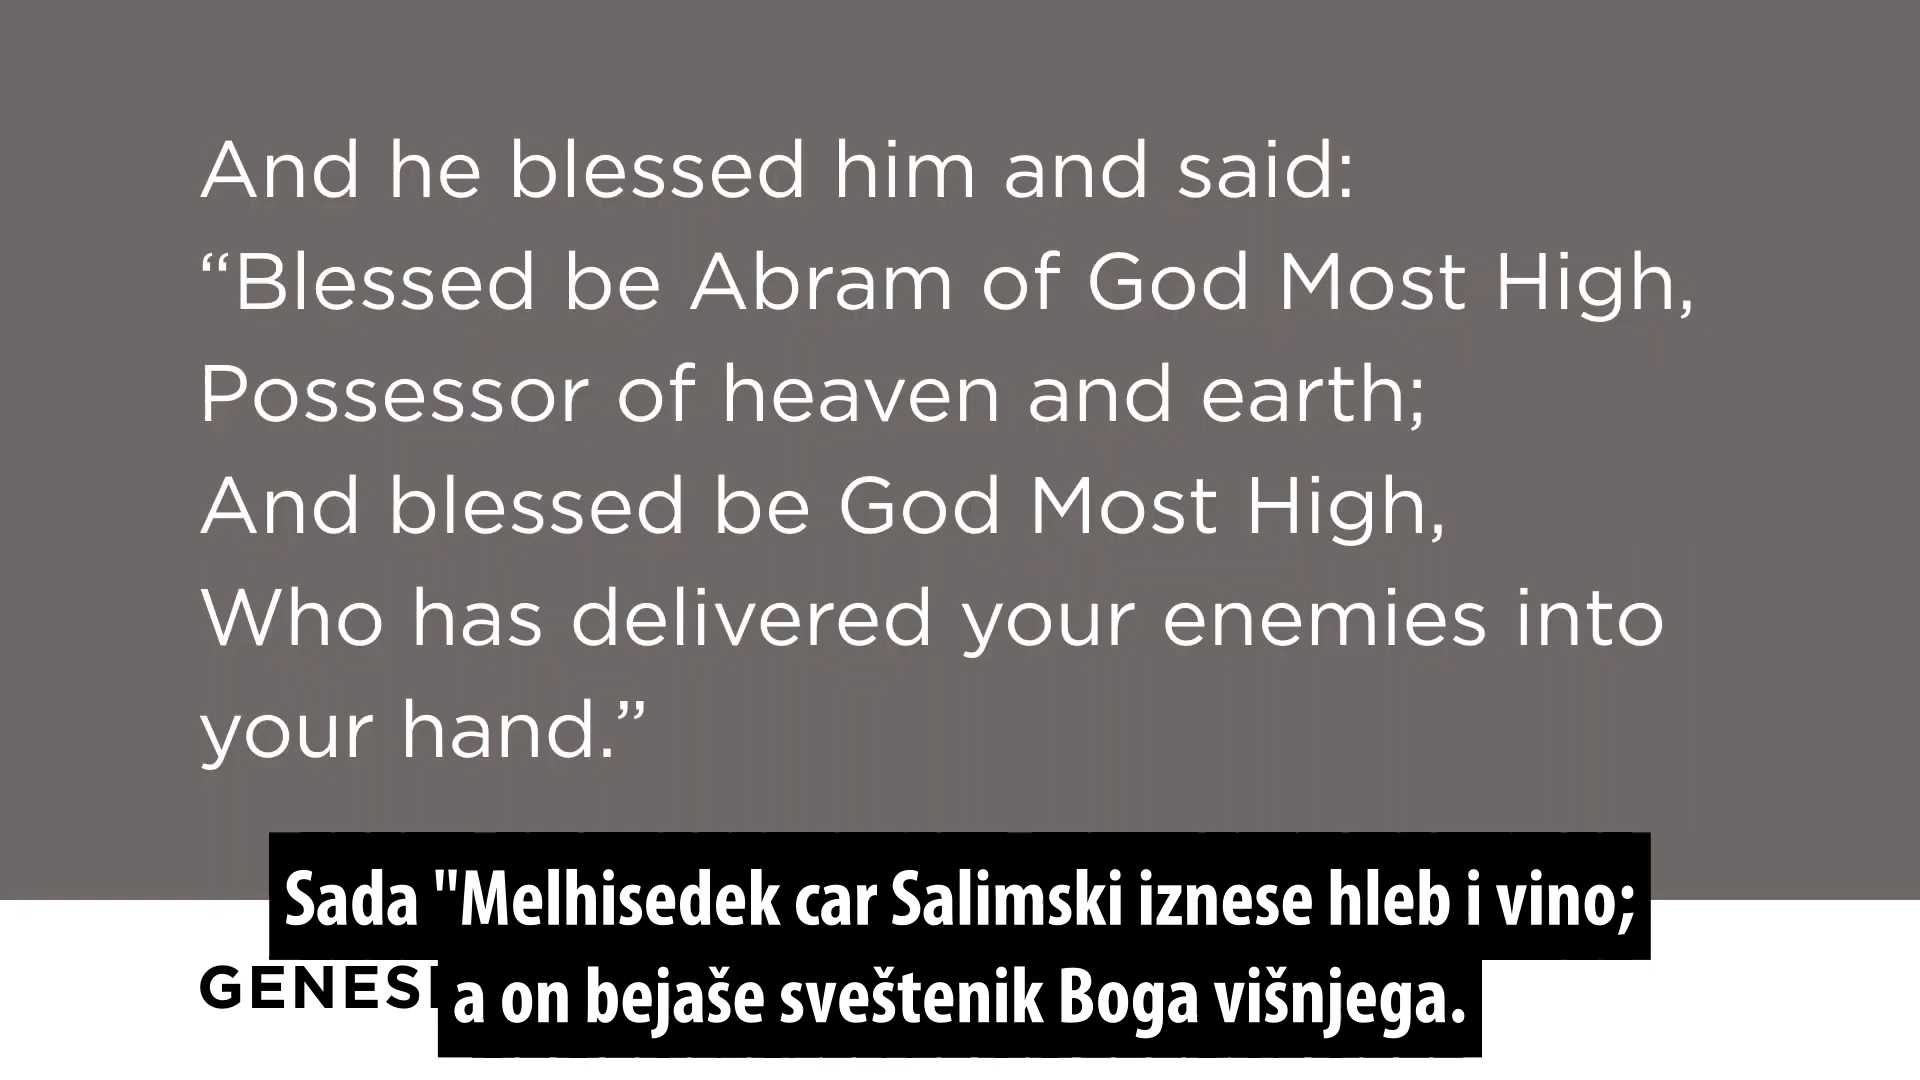 And he blessed him and said:
“Blessed be Abram of God Most High,
Possessor of heaven and earth;
And blessed be God Most High,
Who has delivered your enemies into
your hand.”
Sada "Melhisedek car Salimski iznese hleb i vino;
a on bejaše sveštenik Boga višnjega.